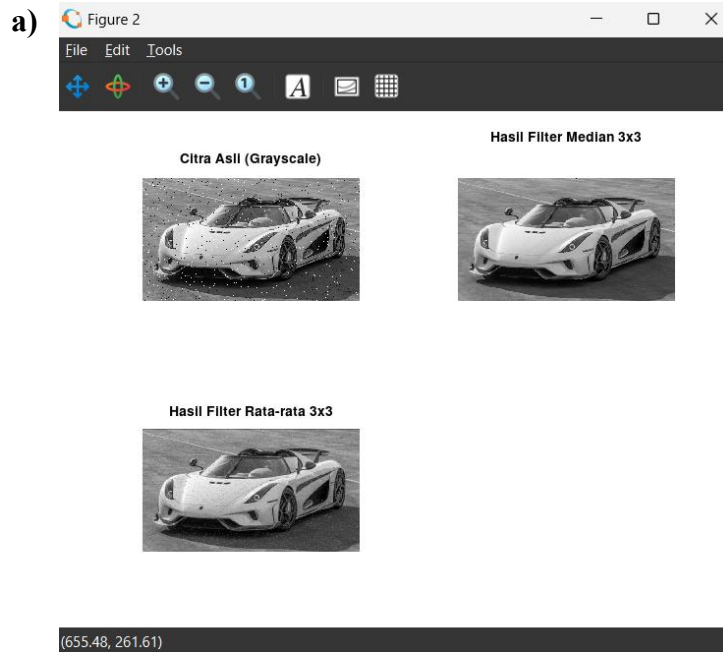 a)
Figure 2
File Edit Tools
A
Citra Asli (Grayscale)
Hasil Filter Median 3x3
Hasil Filter Rata-rata 3x3
(655.48, 261.61)